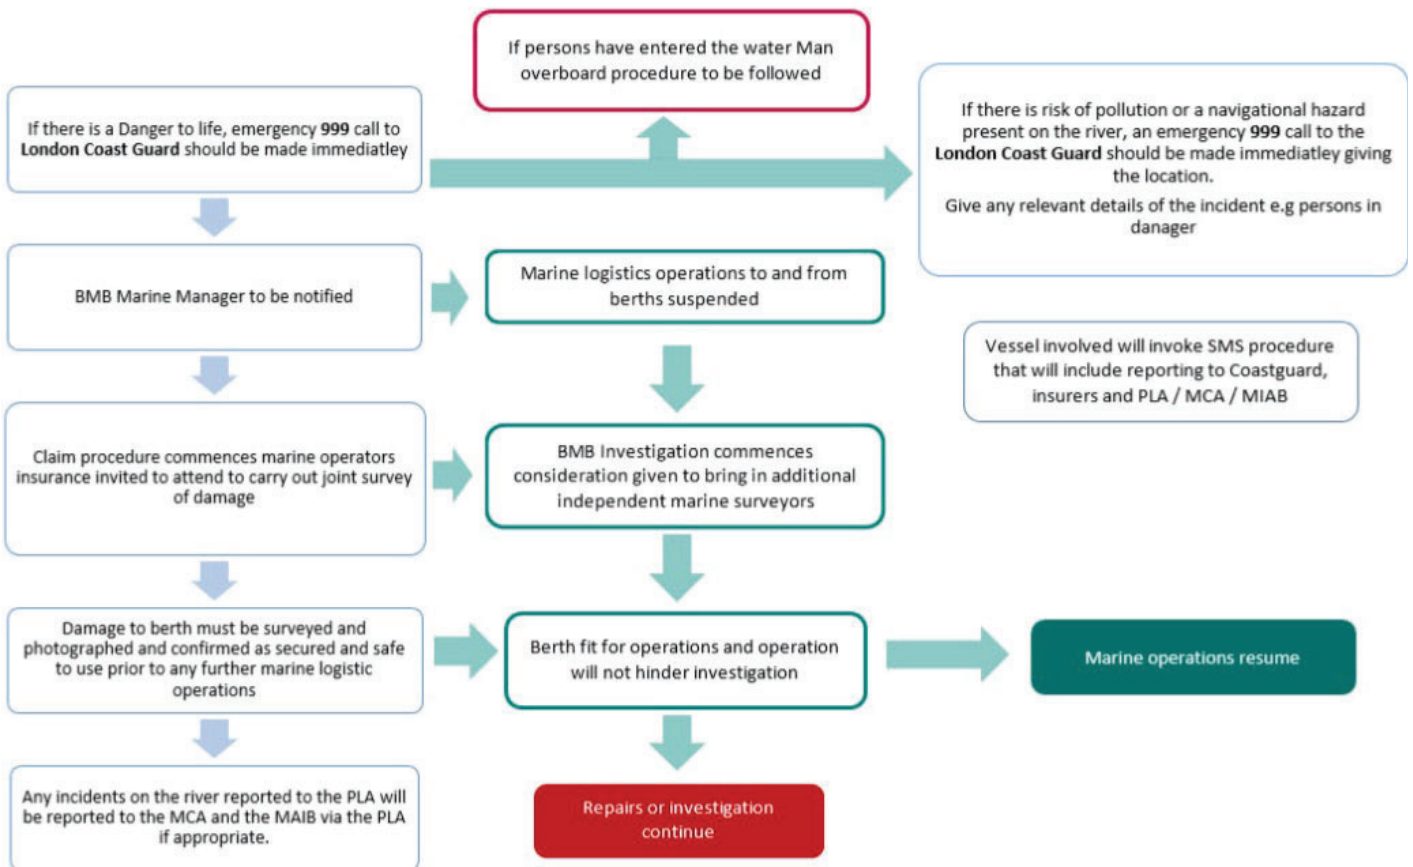 If persons have entered the water Man
overboard procedure to be followed
If there is a Danger to life, emergency 999 call to
London Coast Guard should be made immediatley
If there is risk of pollution or a navigational hazard
present on the river, an emergency 999 call to the
London Coast Guard should be made immediatley giving
the location.
Give any relevant details of the incident e.g persons in
danager
BMB Marine Manager to be notified
Marine logistics operations to and from
berths suspended
Vessel involved will invoke SMS procedure
that will include reporting to Coastguard,
insurers and PLA / MCA / MIAB
Claim procedure commences marine operators
insurance invited to attend to carry out joint survey
of damage
BMB Investigation commences
consideration given to bring in additional
independent marine surveyors
Damage to berth must be surveyed and
photographed and confirmed as secured and safe
to use prior to any further marine logistic
operations
Berth fit for operations and operation
will not hinder investigation
Marine operations resume
Any incidents on the river reported to the PLA will
be reported to the MCA and the MAIB via the PLA
if appropriate.
Repairs or investigation
continue